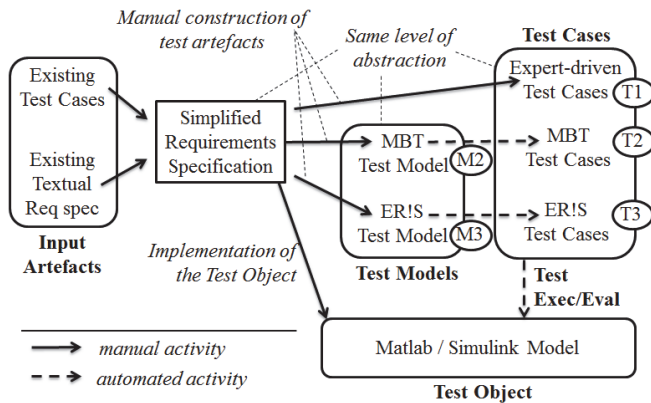 Manual construction of
test artefacts
Same level of
abstraction
Test Cases
Existing
Test Cases
Existing
Textual
Req spec
Input
Artefacts
Simplified
Requirements
Specification
Expert-driven
Test Cases
T1
MBT
Test Model
M2
MBT
Test Cases
T2
ER!S
Test Model
M3
ER!S
Test Cases
T3
Test Models
Implementation of
the Test Object
Test
Exec/Eval
Matlab / Simulink Model
Test Object
manual activity
automated activity